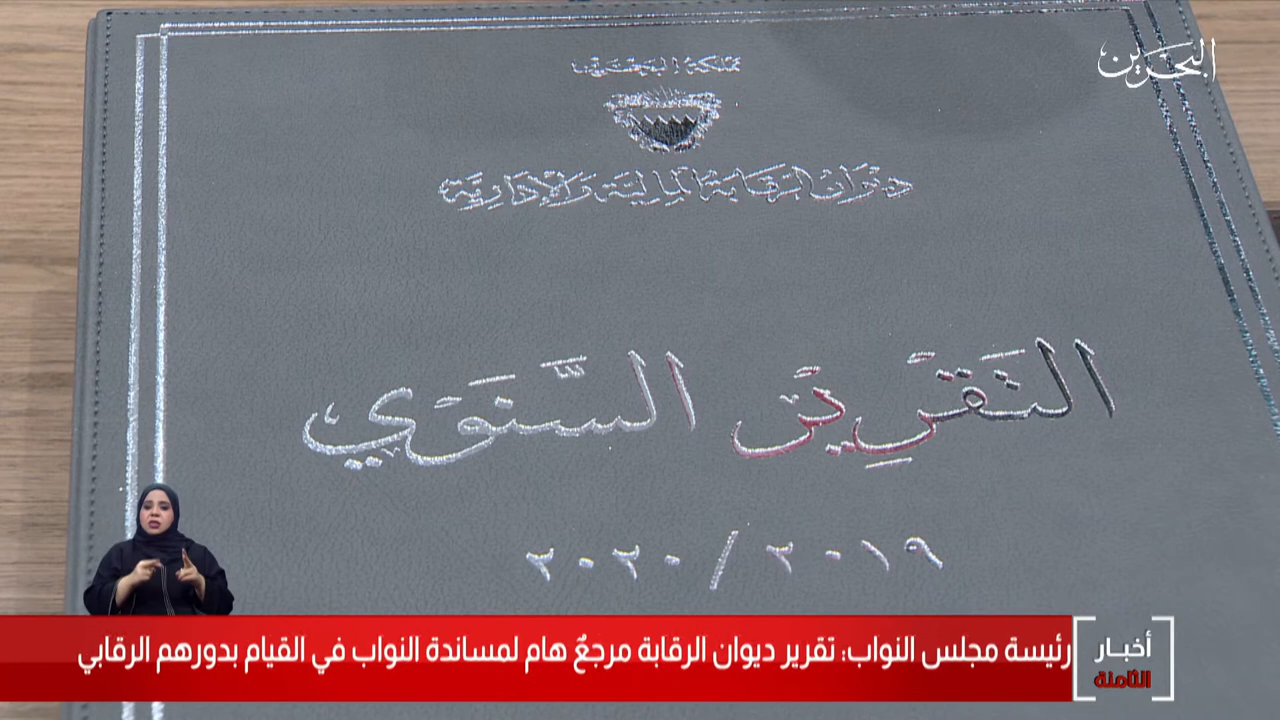 البحرين
مملكة البحرين
ديوان الرقابة المالية والإدارية
التقرير السنوي
٢٠١٩ / ٢٠٢٠
رئيسة مجلس النواب: تقرير ديوان الرقابة مرجعٌ هام لمساندة النواب في القيام بدورهم الرقابي
أخبار
الثامنة